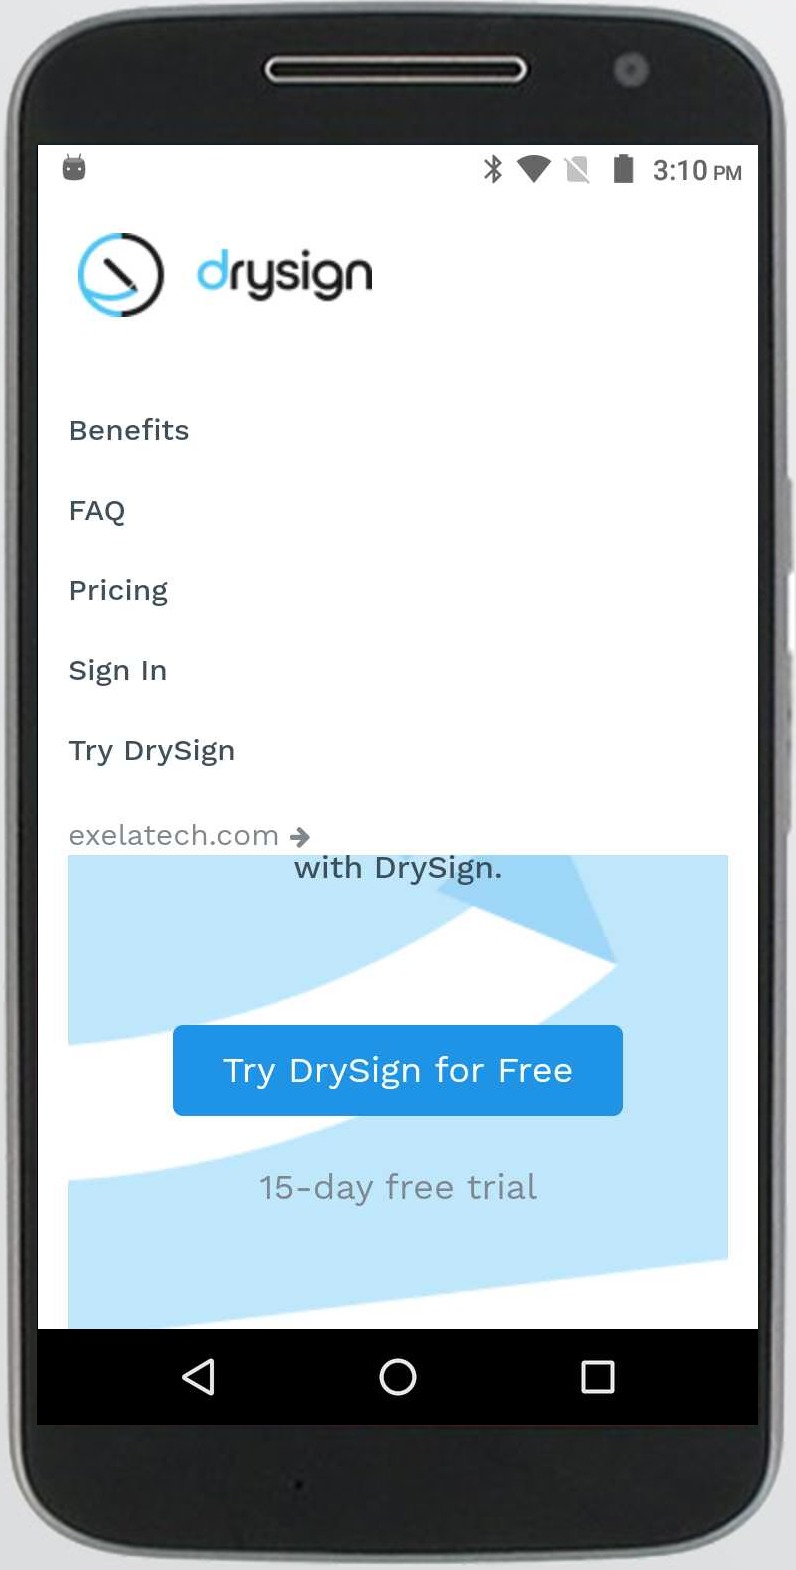 3:10 PM
drysign
Benefits
FAQ
Pricing
Sign In
Try DrySign
exelatech.com
with DrySign.
Try DrySign for Free
15-day free trial